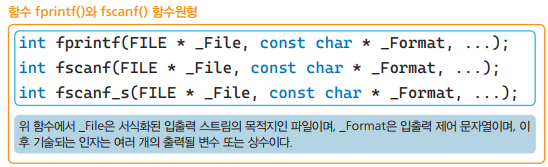 함수 fprintf()와 fscanf() 함수원형
int fprintf(FILE * _File, const char * _Format, ...);
int fscanf(FILE * _File, const char * _Format, ...);
int fscanf_s(FILE * _File, const char * _Format, ...);
위 함수에서 _File은 서식화된 입출력 스트림의 목적지인 파일이며, _Format은 입출력 제어 문자열이며, 이
후 기술되는 인자는 여러 개의 출력될 변수 또는 상수이다.